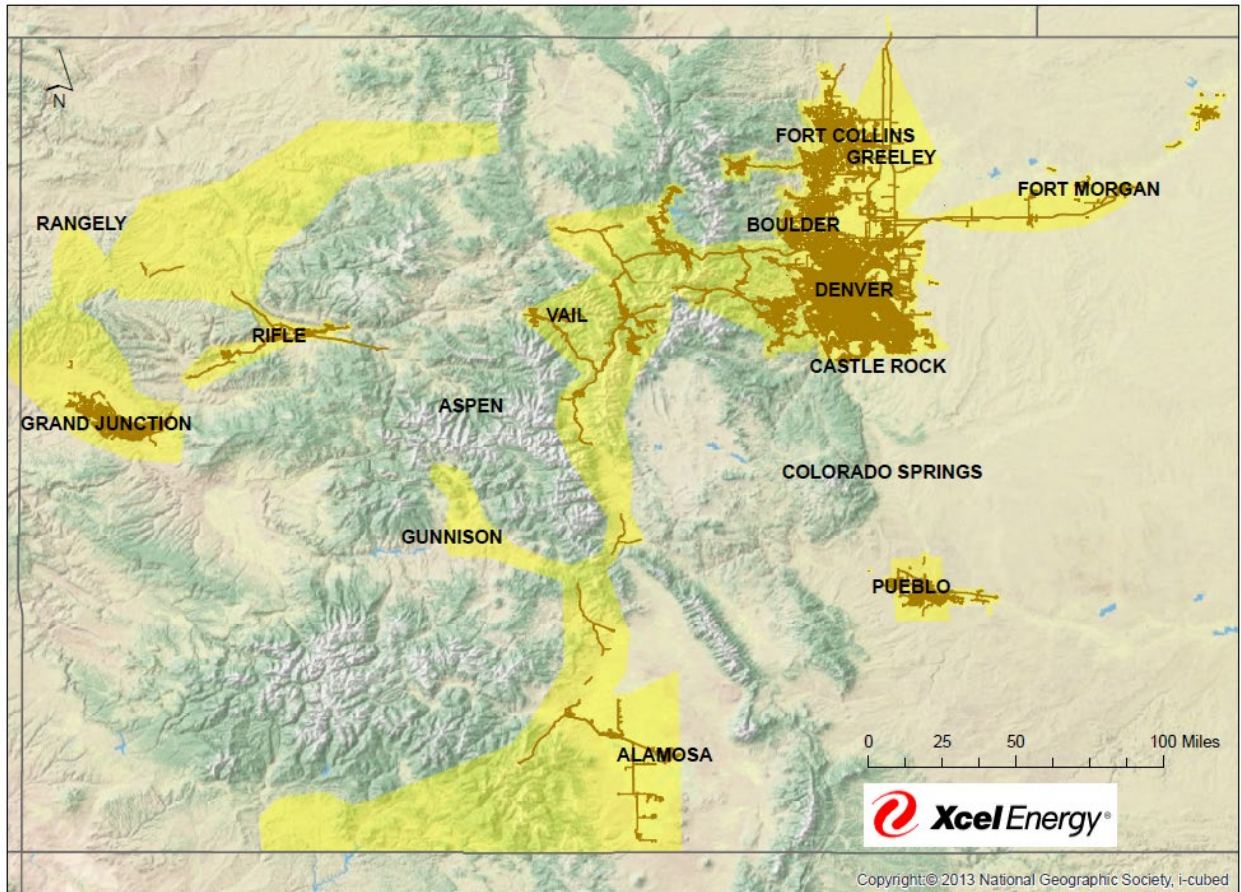 N
FORT COLLINS
GREELEY
FORT MORGAN
RANGELY
BOULDER
DENVER
VAIL
RIFLE
CASTLE ROCK
ASPEN
GRAND JUNCTION
COLORADO SPRINGS
GUNNISON
PUEBLO
ALAMOSA
0 25 50 100 Miles
Xcel Energy®
Copyright:© 2013 National Geographic Society, i-cubed